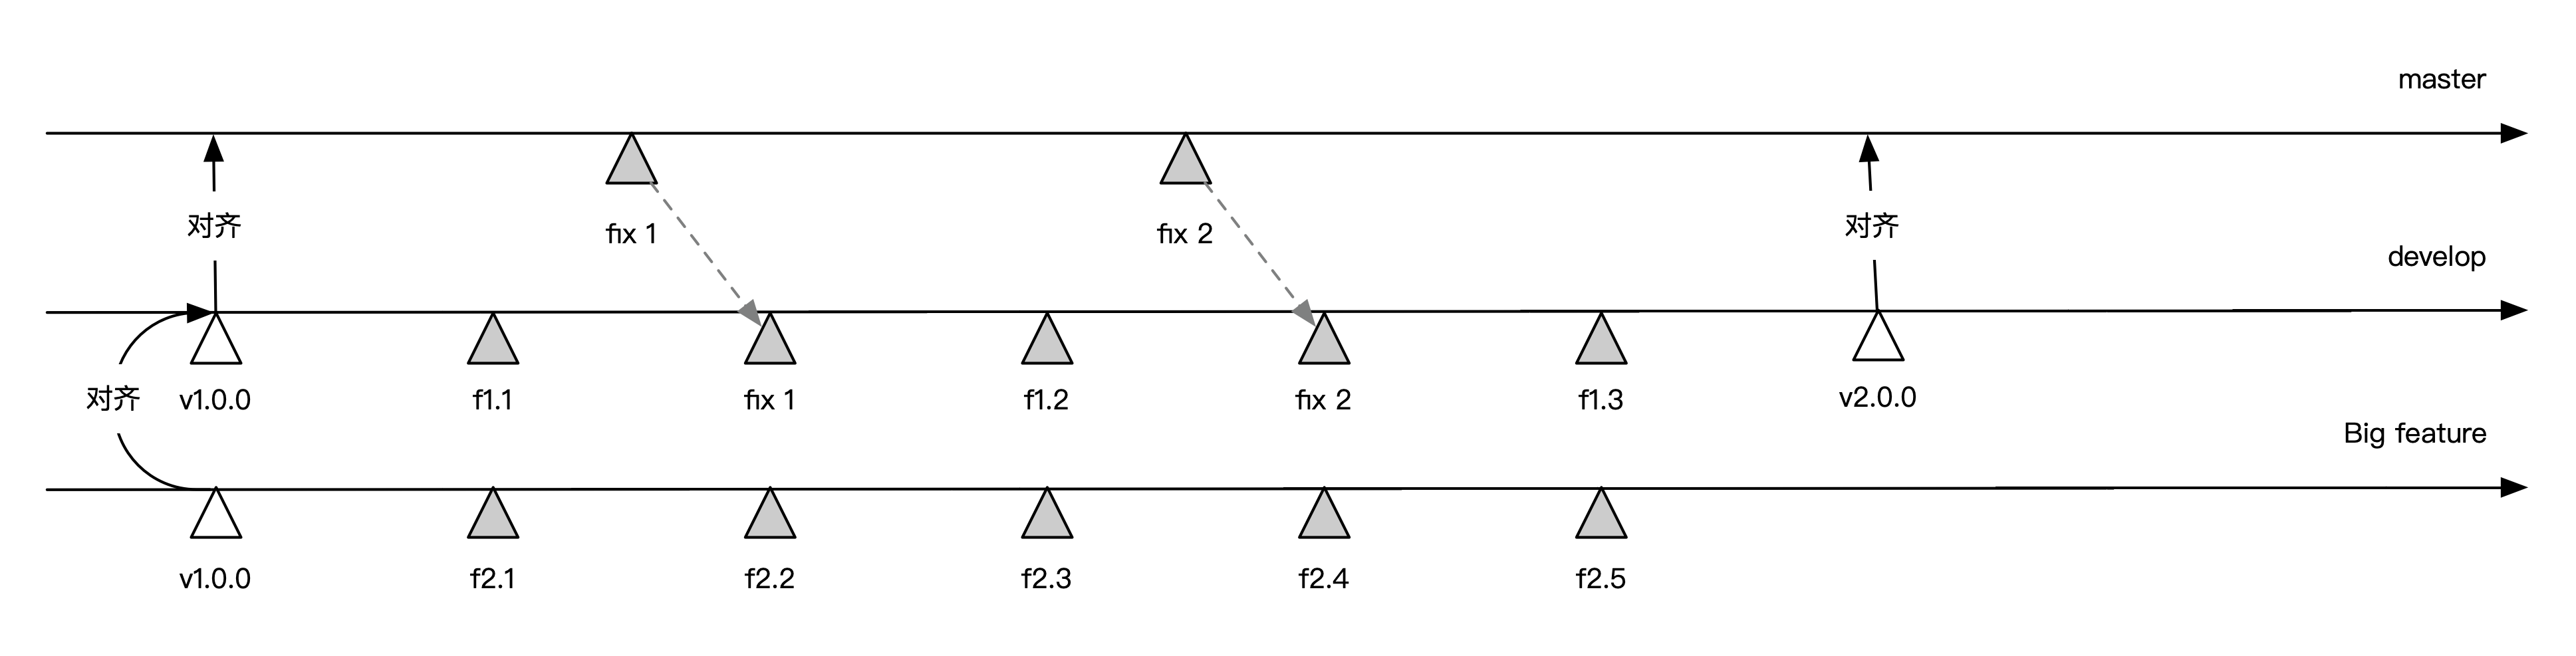 master
对齐
fix 1
fix 2
对齐
develop
对齐
v1.0.0
f1.1
fix 1
f1.2
fix 2
f1.3
v2.0.0
Big feature
v1.0.0
f2.1
f2.2
f2.3
f2.4
f2.5